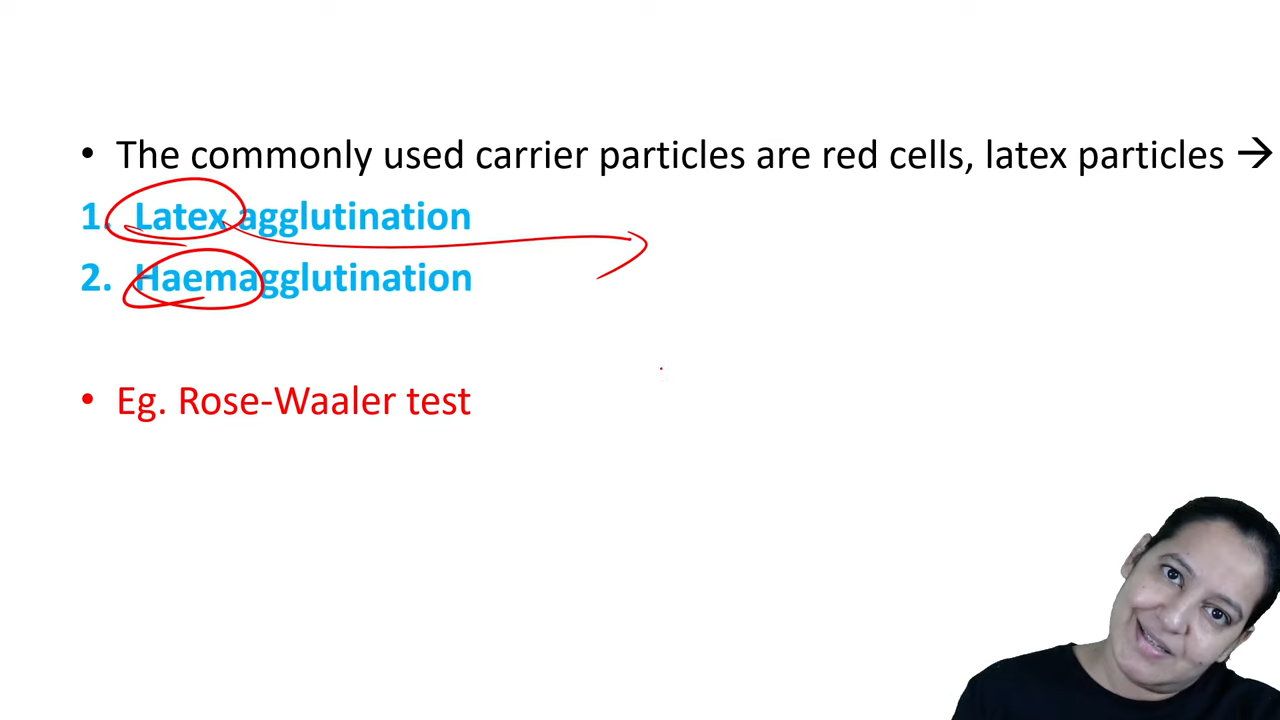 • The commonly used carrier particles are red cells, latex particles →
1. Latex agglutination
2. Haemagglutination
• Eg. Rose-Waaler test